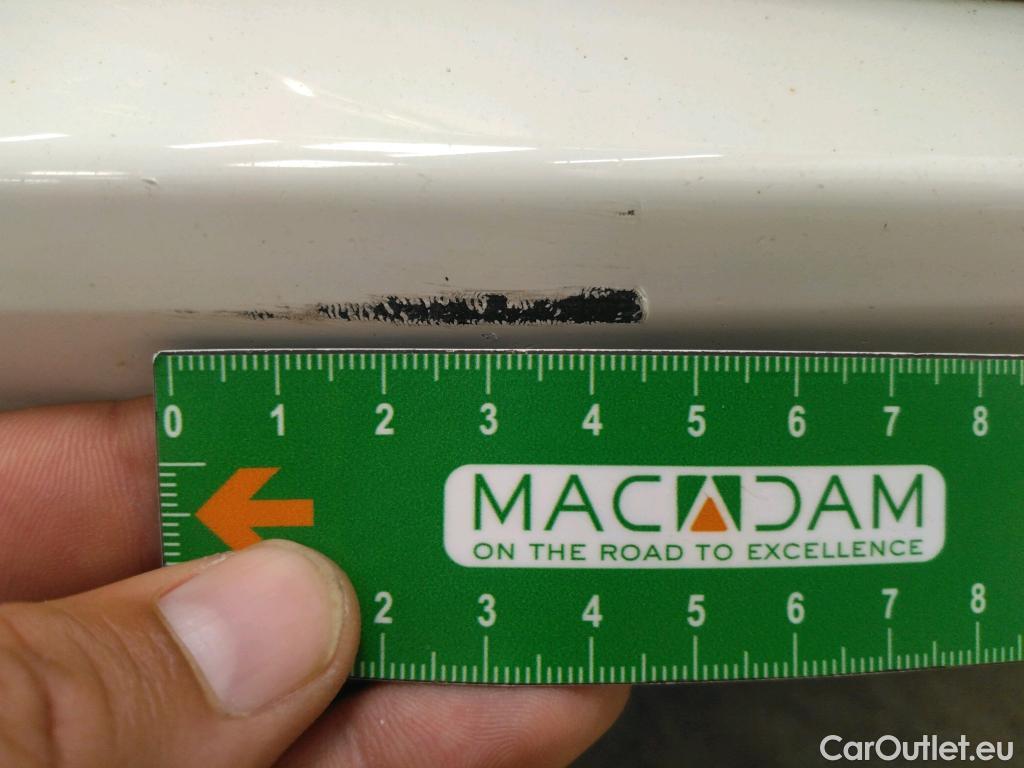 0 1 2 3 4 5 6 7 8
MACADAM
ON THE ROAD TO EXCELLENCE
2 3 4 5 6 7 8
CarOutlet.eu